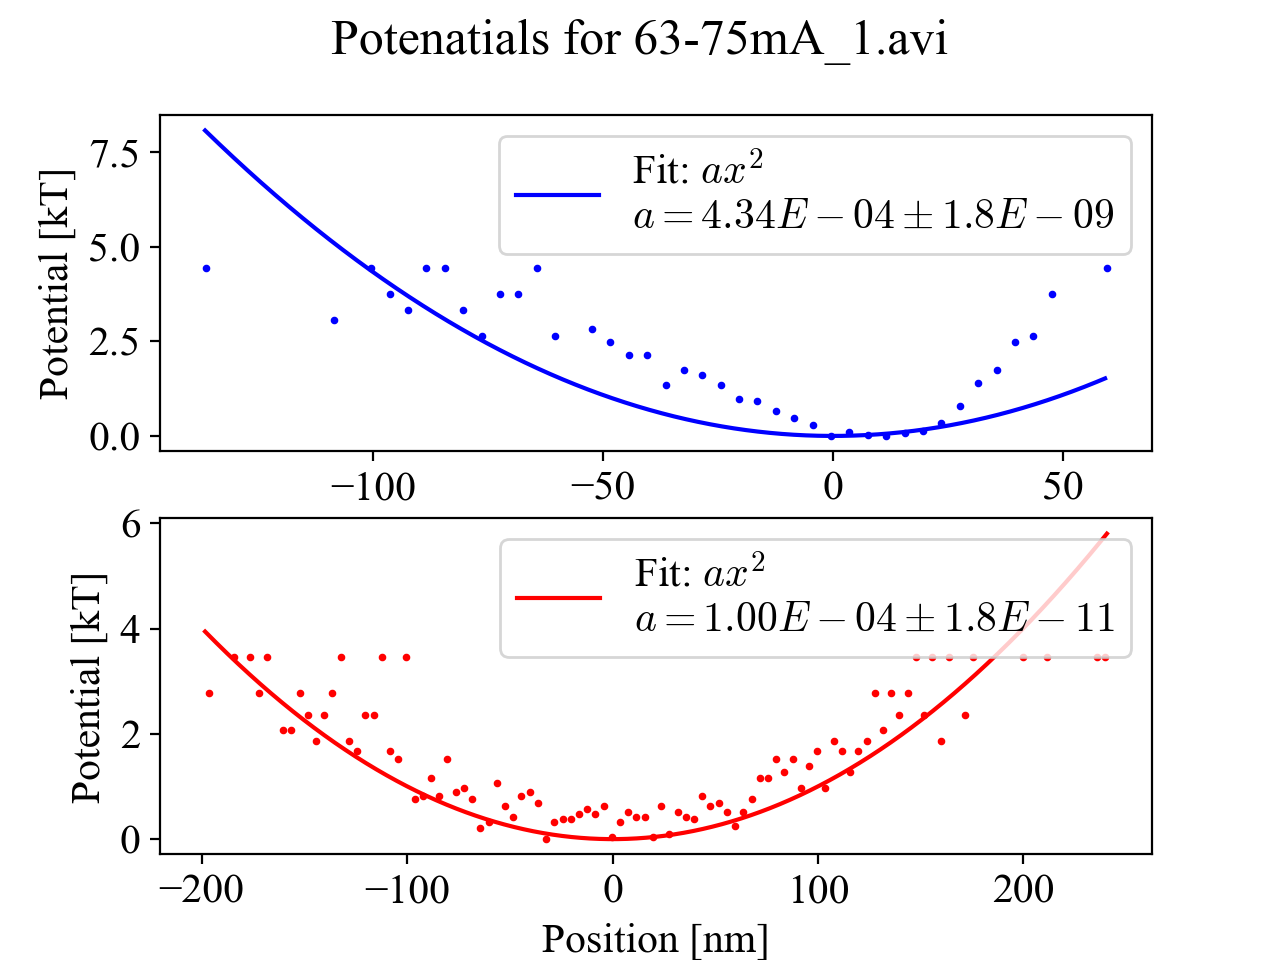 Potenatials for 63-75mA_1.avi
Potential [kT]
7.5
5.0
2.5
0.0
Fit: ax²
a = 4.34E − 04 ± 1.8E − 09
−100 −50 0 50
Potential [kT]
6
4
2
0
Fit: ax²
a = 1.00E − 04 ± 1.8E − 11
−200 −100 0 100 200
Position [nm]